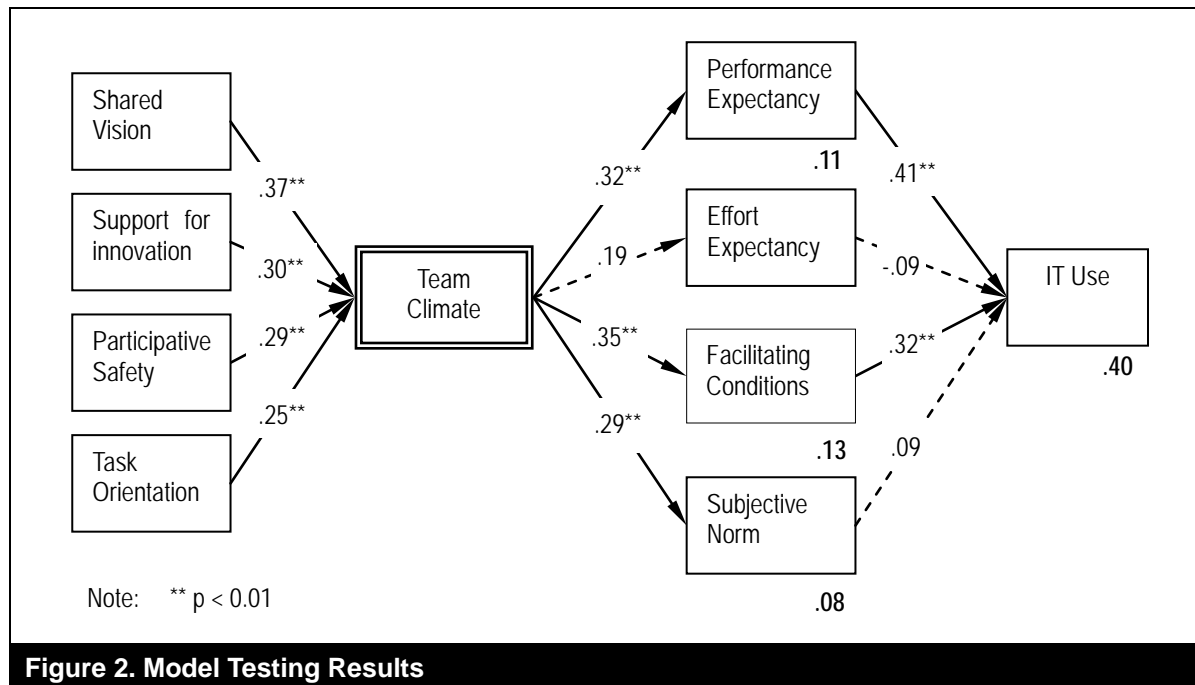 Shared
Vision
Support for
innovation
Participative
Safety
Task
Orientation
.37**
.30**
.29**
.25**
Team
Climate
.32**
.19
.35**
.29**
Performance
Expectancy
.11
Effort
Expectancy
Facilitating
Conditions
.13
Subjective
Norm
.08
.41**
-.09
.32**
.09
IT Use
.40
Note: ** p < 0.01
Figure 2. Model Testing Results